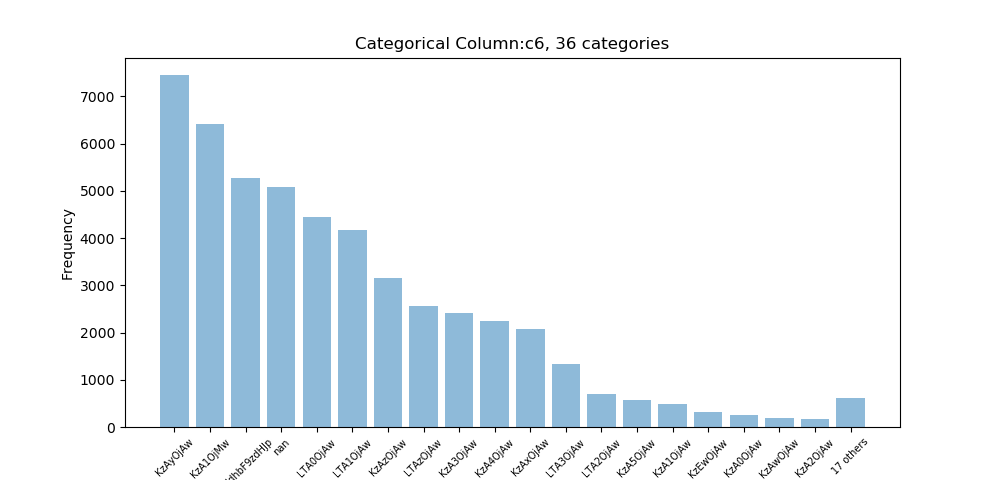 Categorical Column:c6, 36 categories
Frequency
7000
6000
5000
4000
3000
2000
1000
0
KzAyOjAw
KzA1OjMw
nan
LTA0OjAw
LTA1OjAw
KzAzOjAw
LTAzOjAw
KzA3OjAw
KzA4OjAw
KzAxOjAw
LTA3OjAw
LTA2OjAw
KzA5OjAw
KzA1OjAw
KzEwOjAw
KzA0OjAw
KzAwOjAw
KzA2OjAw
17 others